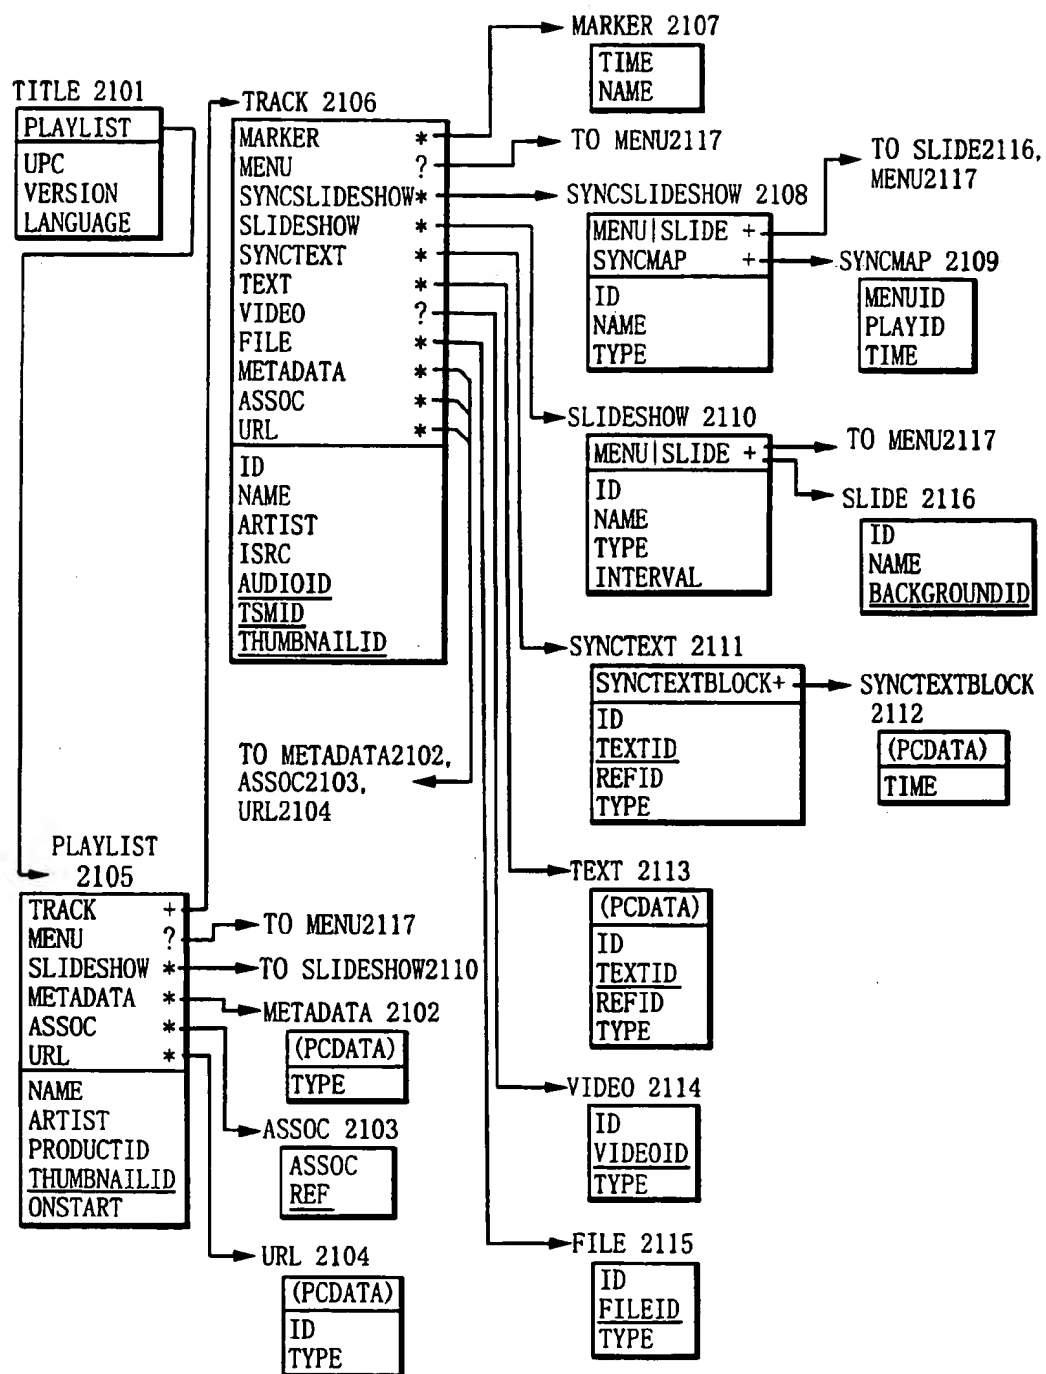 TITLE 2101
PLAYLIST
UPC
VERSION
LANGUAGE
TRACK 2106
MARKER *
MENU ?
SYNCSLIDESHOW*
SLIDESHOW *
SYNCTEXT *
TEXT *
VIDEO ?
FILE *
METADATA *
ASSOC *
URL *
ID
NAME
ARTIST
ISRC
AUDIOID
TSMID
THUMBNAILID
TO METADATA2102,
ASSOC2103,
URL2104
MARKER 2107
TIME
NAME
TO MENU2117
SYNCSLIDESHOW 2108
MENU|SLIDE +
SYNCMAP +
ID
NAME
TYPE
TO SLIDE2116,
MENU2117
SYNCMAP 2109
MENUID
PLAYID
TIME
SLIDESHOW 2110
MENU|SLIDE +
ID
NAME
TYPE
INTERVAL
TO MENU2117
SLIDE 2116
ID
NAME
BACKGROUNDID
SYNCTEXT 2111
SYNCTEXTBLOCK+
ID
TEXTID
REFID
TYPE
SYNCTEXTBLOCK
2112
(PCDATA)
TIME
TEXT 2113
(PCDATA)
ID
TEXTID
REFID
TYPE
VIDEO 2114
ID
VIDEOID
TYPE
FILE 2115
ID
FILEID
TYPE
PLAYLIST
2105
TRACK +
MENU ?
SLIDESHOW *
METADATA *
ASSOC *
URL *
NAME
ARTIST
PRODUCTID
THUMBNAILID
ONSTART
TO MENU2117
TO SLIDESHOW2110
METADATA 2102
(PCDATA)
TYPE
ASSOC 2103
ASSOC
REF
URL 2104
(PCDATA)
ID
TYPE